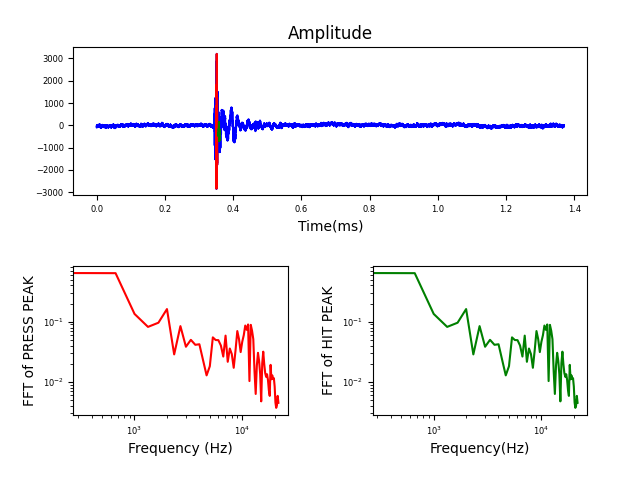 Amplitude
3000
2000
1000
0
−1000
−2000
−3000
0.0 0.2 0.4 0.6 0.8 1.0 1.2 1.4
Time(ms)
FFT of PRESS PEAK
10⁻¹
10⁻²
10³ 10⁴
Frequency (Hz)
FFT of HIT PEAK
10⁻¹
10⁻²
10³ 10⁴
Frequency(Hz)